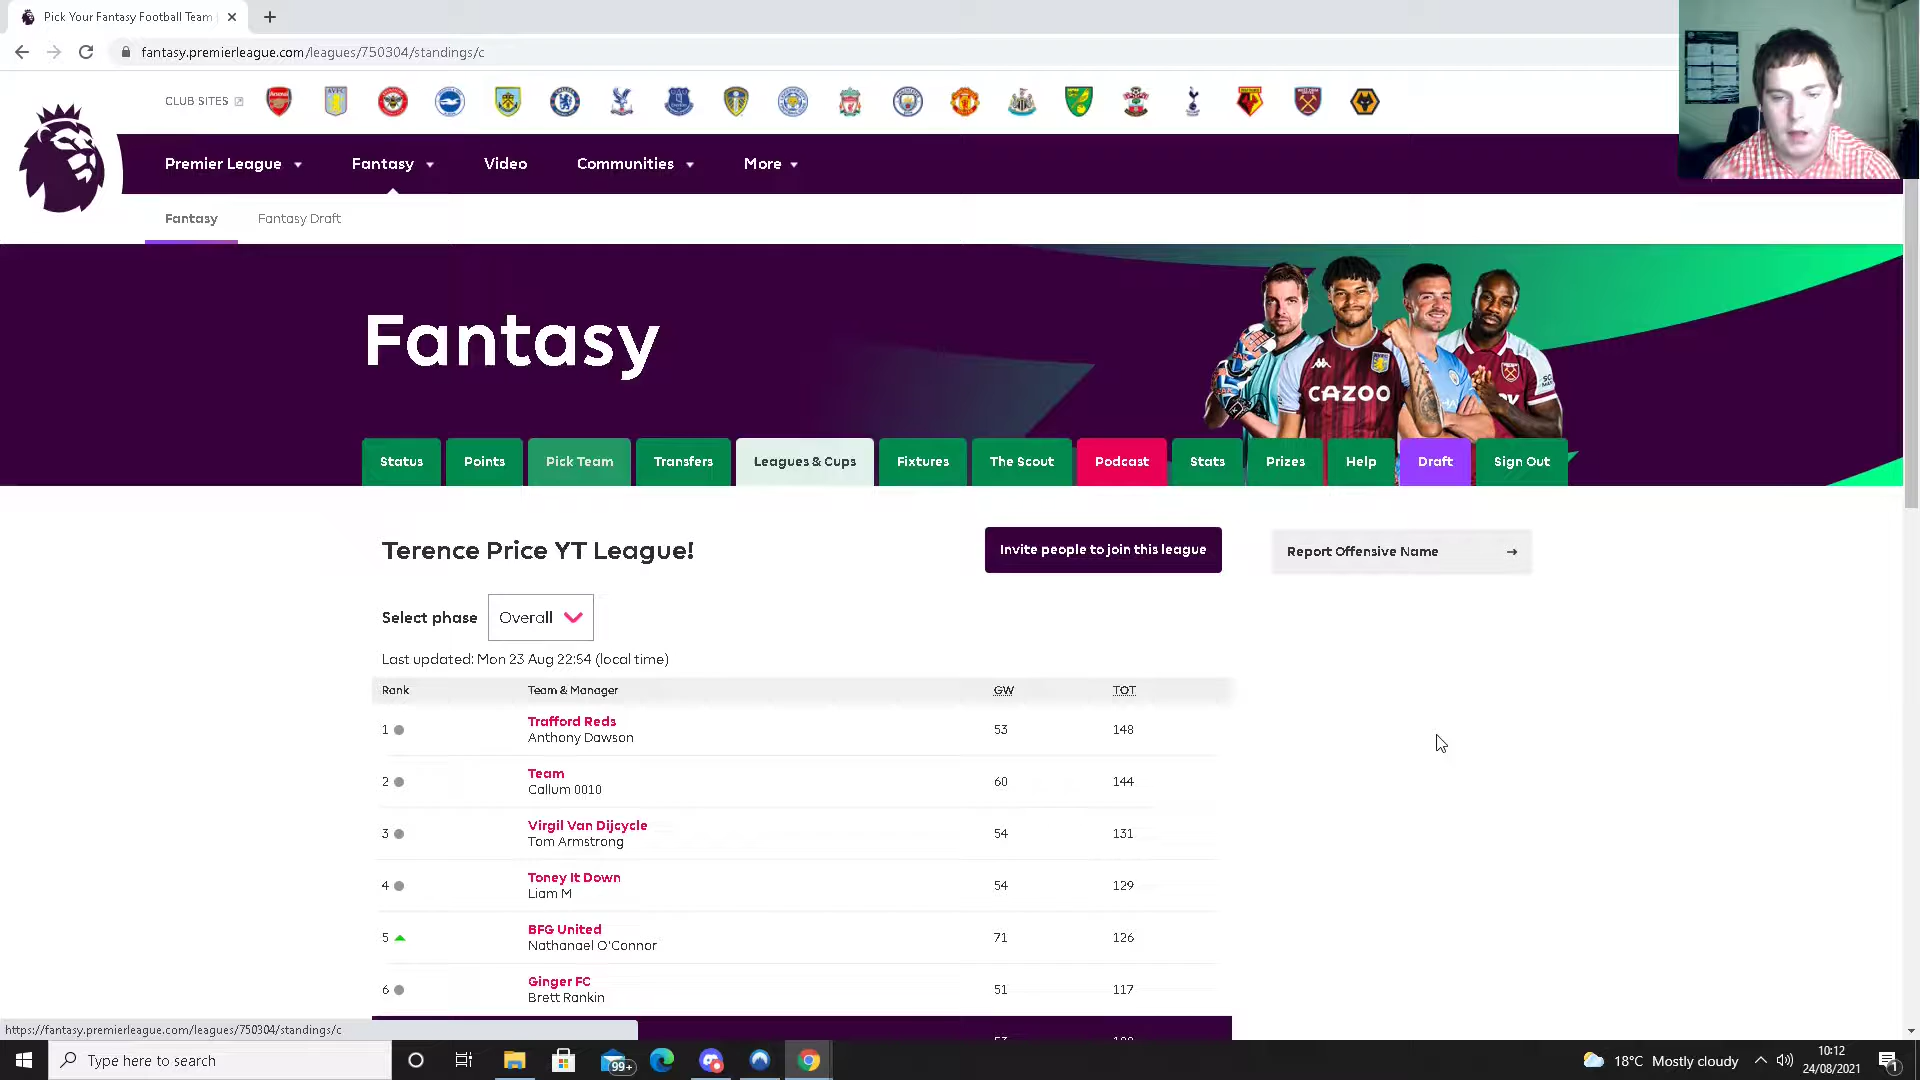 Pick Your Fantasy Football Team
fantasy.premierleague.com/leagues/750304/standings/c
CLUB SITES
Premier League
Fantasy
Video
Communities
More
Fantasy
Fantasy Draft
Fantasy
CAZOO
Status
Points
Pick Team
Transfers
Leagues & Cups
Fixtures
The Scout
Podcast
Stats
Prizes
Help
Draft
Sign Out
Terence Price YT League!
Invite people to join this league
Report Offensive Name
Select phase
Overall
Last updated: Mon 23 Aug 22:54 (local time)
Rank Team & Manager GW TOT
1 Trafford Reds 53 148
Anthony Dawson
2 Team 60 144
Callum 0010
3 Virgil Van Dijcycle 54 131
Tom Armstrong
4 Toney It Down 54 129
Liam M
5 BFG United 71 126
Nathanael O'Connor
6 Ginger FC 51 117
Brett Rankin
https://fantasy.premierleague.com/leagues/750304/standings/c
Type here to search
99+
18°C Mostly cloudy
10:12
24/08/2021
1